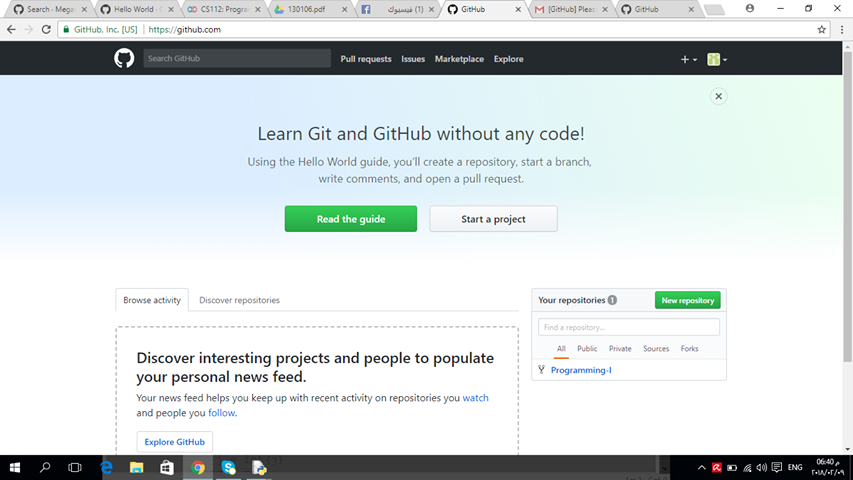 Search · Mega
Hello World · G
CS112: Progran
130106.pdf
(1) فيسبوك
GitHub
[GitHub] Pleas
GitHub
GitHub, Inc. [US] https://github.com
Search GitHub
Pull requests Issues Marketplace Explore
Learn Git and GitHub without any code!
Using the Hello World guide, you'll create a repository, start a branch,
write comments, and open a pull request.
Read the guide
Start a project
Browse activity
Discover repositories
Your repositories 1
New repository
Find a repository...
All Public Private Sources Forks
Programming-I
Discover interesting projects and people to populate
your personal news feed.
Your news feed helps you keep up with recent activity on repositories you watch
and people you follow.
Explore GitHub
ENG
06:40 م
٢٠١٨/٠٢/٠٩